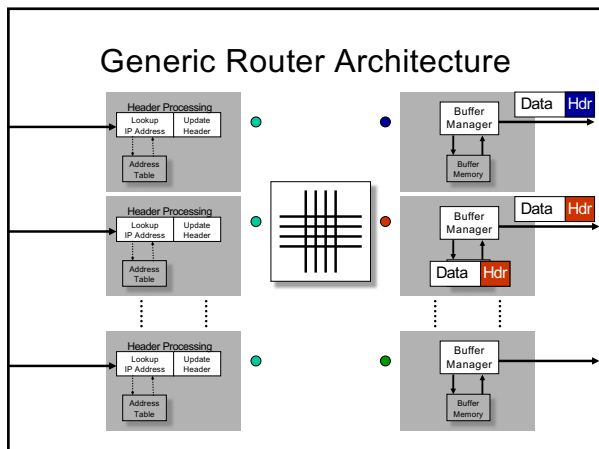 Generic Router Architecture
Header Processing
Lookup
IP Address
Update
Header
Address
Table
Buffer
Manager
Buffer
Memory
Data Hdr
Header Processing
Lookup
IP Address
Update
Header
Address
Table
Buffer
Manager
Data Hdr
Data Hdr
Header Processing
Lookup
IP Address
Update
Header
Address
Table
Buffer
Manager
Buffer
Memory